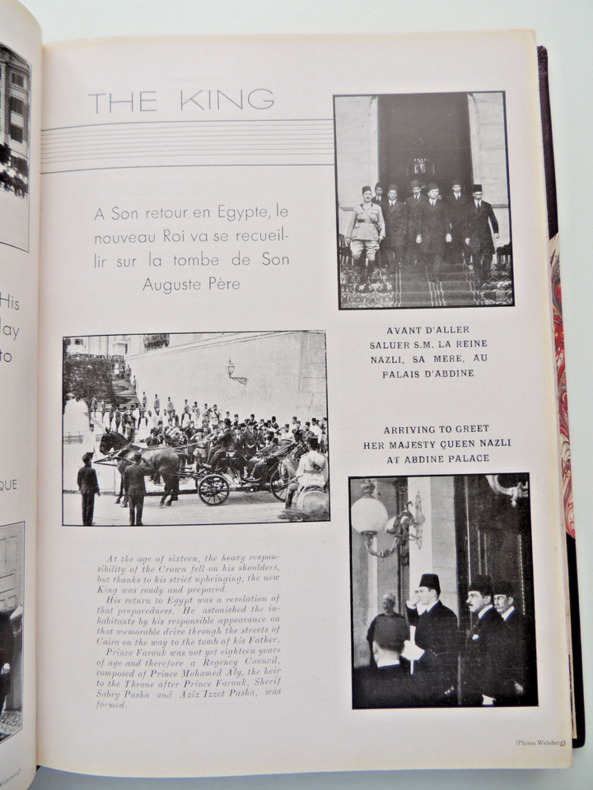 THE KING
A Son retour en Egypte, le
nouveau Roi va se recueil-
lir sur la tombe de Son
Auguste Père
AVANT D'ALLER
SALUER S.M. LA REINE
NAZLI, SA MERE, AU
PALAIS D'ABDINE
ARRIVING TO GREET
HER MAJESTY QUEEN NAZLI
AT ABDINE PALACE
At the age of sixteen, the heavy respon-
sibility of the Crown fell on his shoulders,
but thanks to his strict upbringing, the new
King was ready and prepared.
His return to Egypt was a revelation of
that preparedness. He astonished the in-
habitants by his responsible appearance on
that memorable drive through the streets of
Cairo on the way to the tomb of his Father.
Prince Farouk was not yet eighteen years
of age and therefore a Regency Council,
composed of Prince Mohamed Aly, the heir
to the Throne after Prince Farouk, Sherif
Sabry Pasha and Aziz Izzet Pasha, was
formed.
(Photos Weinberg)
His
to
QUE